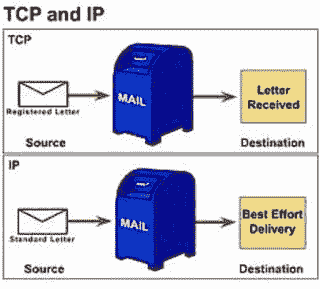 TCP and IP
TCP
Registered Letter
MAIL
Letter
Received
Source
Destination
IP
Standard Letter
MAIL
Best Effort
Delivery
Source
Destination